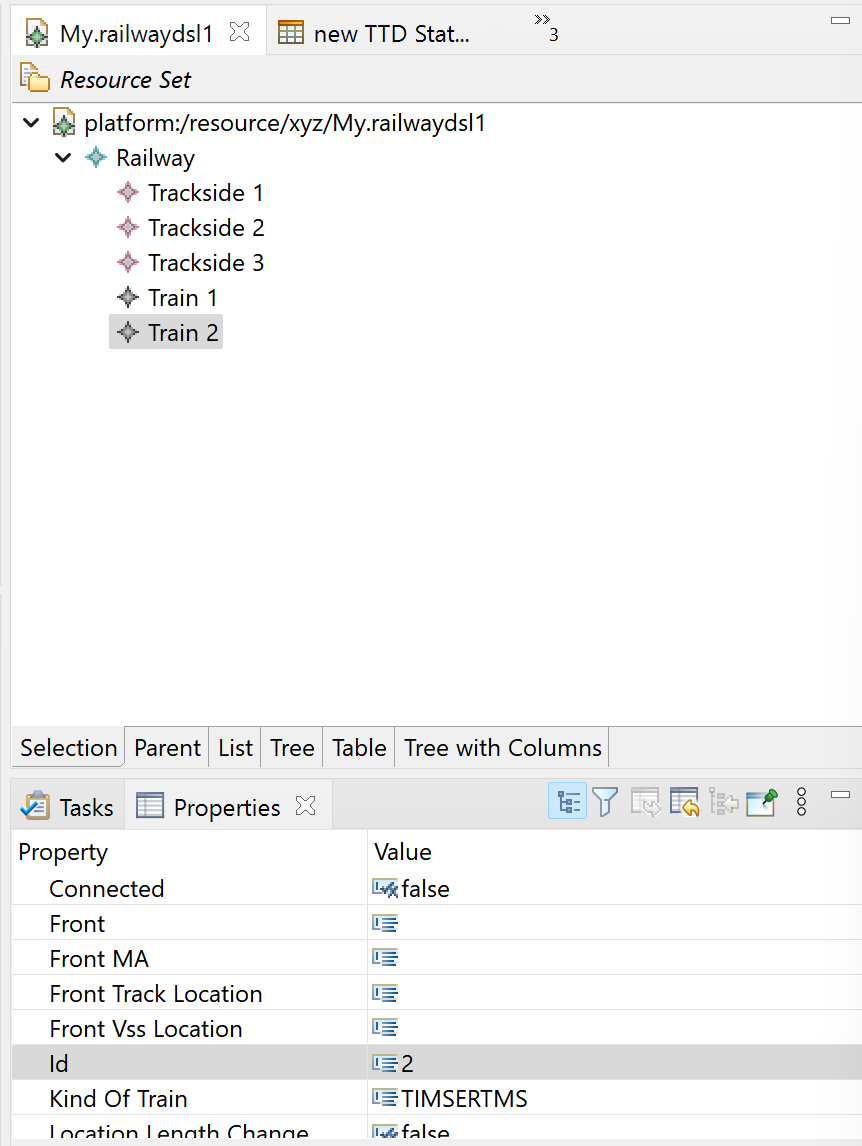 My.railwaydsl1 new TTD Stat... »3
Resource Set
platform:/resource/xyz/My.railwaydsl1
Railway
Trackside 1
Trackside 2
Trackside 3
Train 1
Train 2
Selection Parent List Tree Table Tree with Columns
Tasks Properties
Property Value
Connected false
Front
Front MA
Front Track Location
Front Vss Location
Id 2
Kind Of Train TIMSERTMS
Location Length Change false